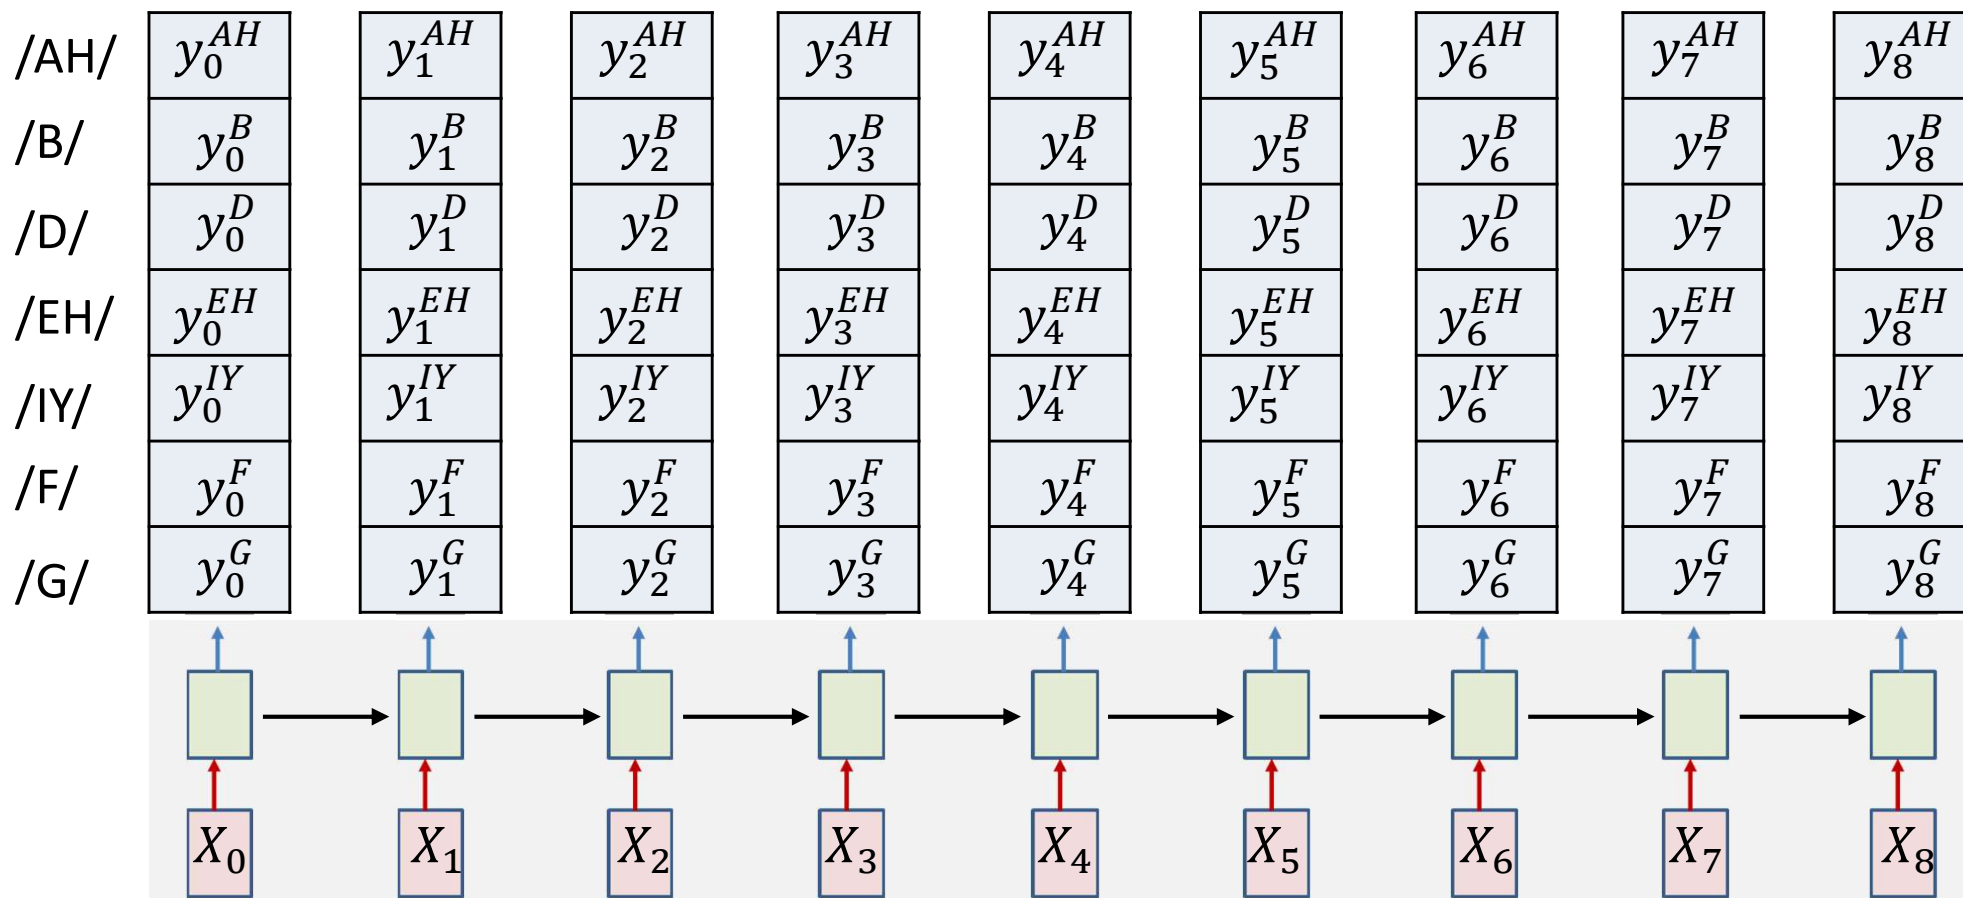 /AH/ y_0^{AH} y_1^{AH} y_2^{AH} y_3^{AH} y_4^{AH} y_5^{AH} y_6^{AH} y_7^{AH} y_8^{AH}
/B/ y_0^B y_1^B y_2^B y_3^B y_4^B y_5^B y_6^B y_7^B y_8^B
/D/ y_0^D y_1^D y_2^D y_3^D y_4^D y_5^D y_6^D y_7^D y_8^D
/EH/ y_0^{EH} y_1^{EH} y_2^{EH} y_3^{EH} y_4^{EH} y_5^{EH} y_6^{EH} y_7^{EH} y_8^{EH}
/IY/ y_0^{IY} y_1^{IY} y_2^{IY} y_3^{IY} y_4^{IY} y_5^{IY} y_6^{IY} y_7^{IY} y_8^{IY}
/F/ y_0^F y_1^F y_2^F y_3^F y_4^F y_5^F y_6^F y_7^F y_8^F
/G/ y_0^G y_1^G y_2^G y_3^G y_4^G y_5^G y_6^G y_7^G y_8^G
X_0 X_1 X_2 X_3 X_4 X_5 X_6 X_7 X_8